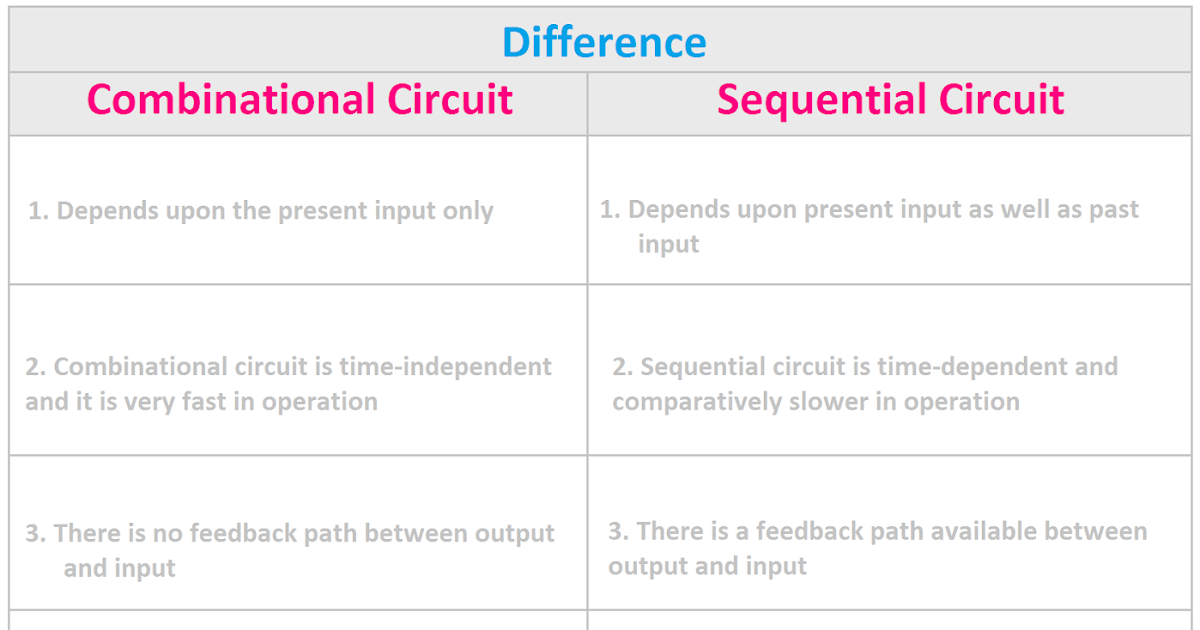 Difference
Combinational Circuit
Sequential Circuit
1. Depends upon the present input only
1. Depends upon present input as well as past
input
2. Combinational circuit is time-independent
and it is very fast in operation
2. Sequential circuit is time-dependent and
comparatively slower in operation
3. There is no feedback path between output
and input
3. There is a feedback path available between
output and input